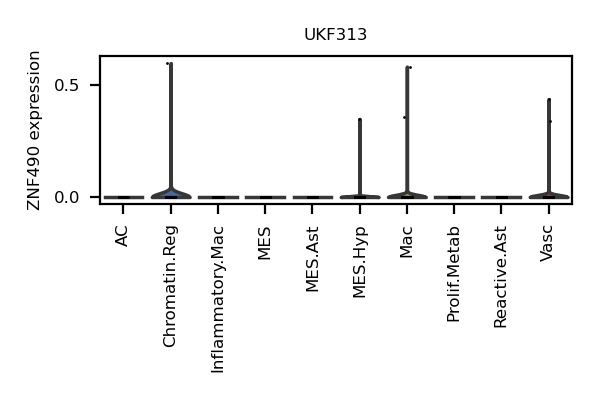 UKF313
ZNF490 expression
0.5
0.0
AC
Chromatin.Reg
Inflammatory.Mac
MES
MES.Ast
MES.Hyp
Mac
Prolif.Metab
Reactive.Ast
Vasc